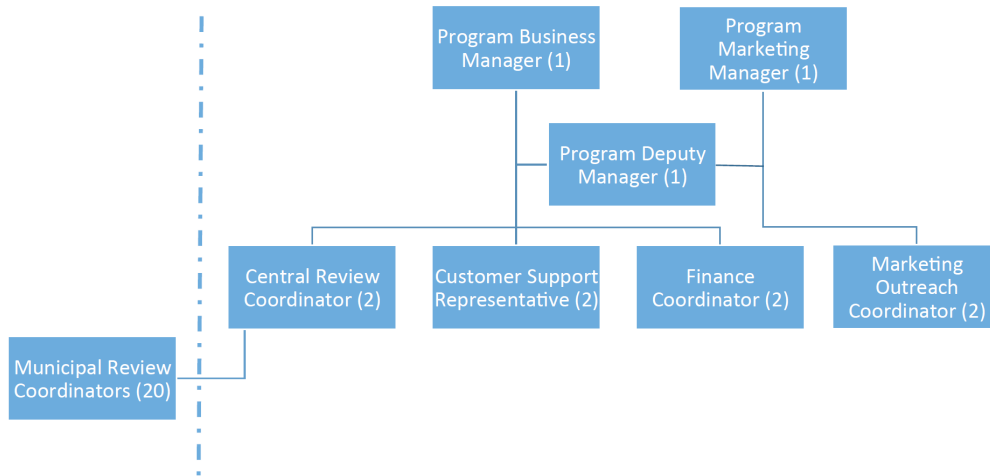 Program Business
Manager (1)
Program
Marketing
Manager (1)
Program Deputy
Manager (1)
Central Review
Coordinator (2)
Customer Support
Representative (2)
Finance
Coordinator (2)
Marketing
Outreach
Coordinator (2)
Municipal Review
Coordinators (20)